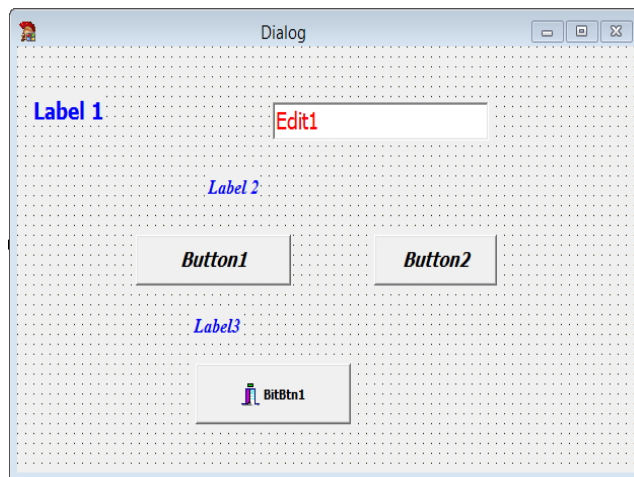 Dialog
Label 1
Edit1
Label 2
Button1 Button2
Label3
BitBtn1